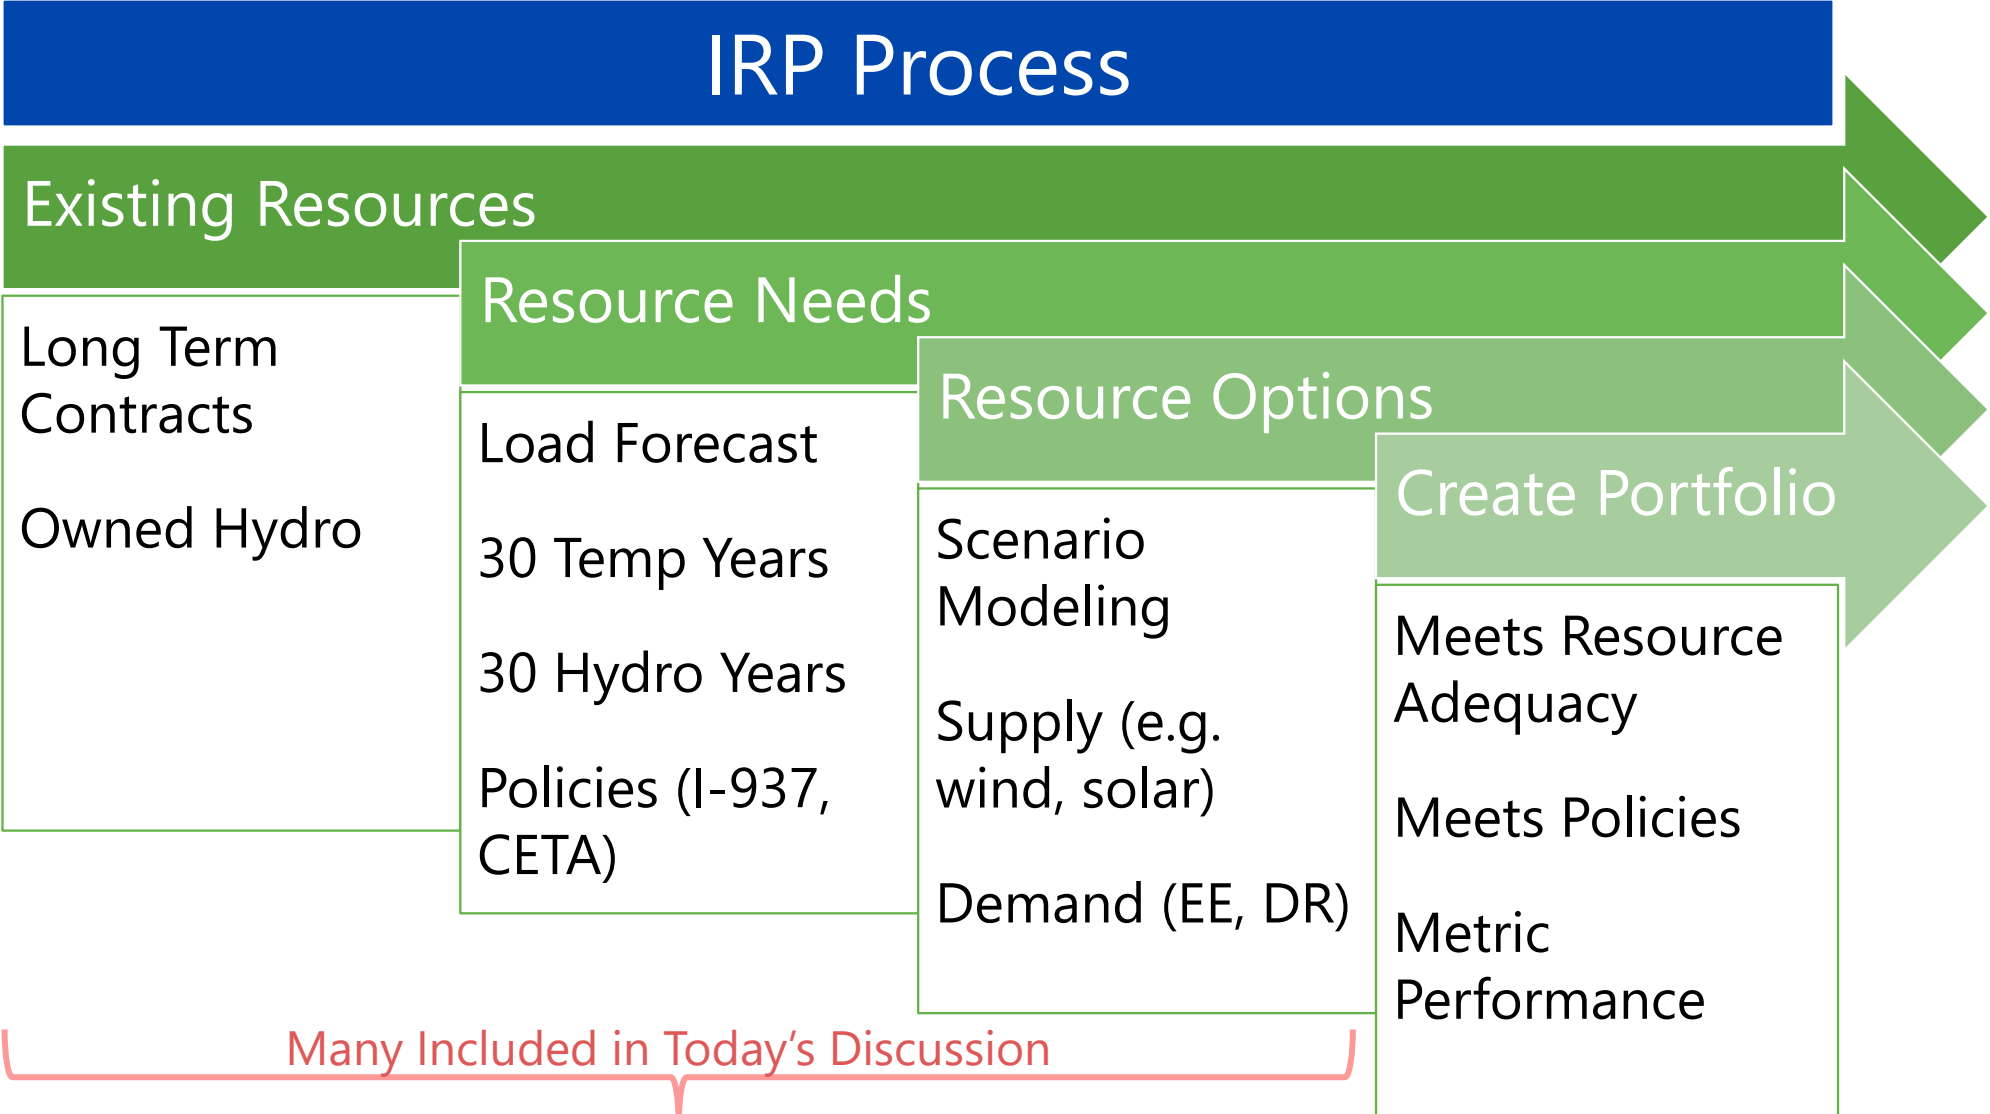 IRP Process
Existing Resources
Long Term
Contracts
Owned Hydro
Resource Needs
Load Forecast
30 Temp Years
30 Hydro Years
Policies (I-937,
CETA)
Resource Options
Scenario
Modeling
Supply (e.g.
wind, solar)
Demand (EE, DR)
Create Portfolio
Meets Resource
Adequacy
Meets Policies
Metric
Performance
Many Included in Today’s Discussion